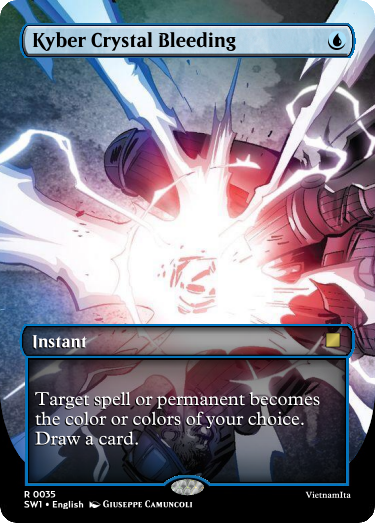 Kyber Crystal Bleeding
Instant
Target spell or permanent becomes
the color or colors of your choice.
Draw a card.
R 0035
SW1 • English GIUSEPPE CAMUNCOLI
VietnamIta